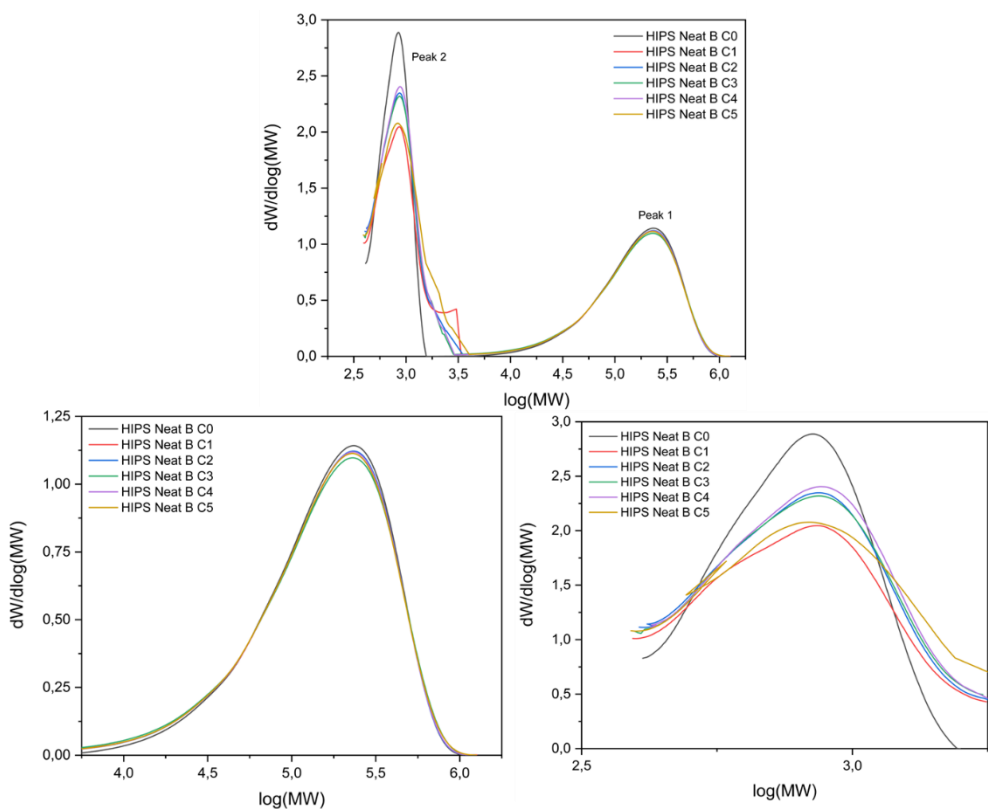 3,0
2,5
2,0
1,5
1,0
0,5
0,0
dW/dlog(MW)
Peak 2
Peak 1
HIPS Neat B C0
HIPS Neat B C1
HIPS Neat B C2
HIPS Neat B C3
HIPS Neat B C4
HIPS Neat B C5
2,5 3,0 3,5 4,0 4,5 5,0 5,5 6,0
log(MW)
1,25
1,00
0,75
0,50
0,25
0,00
dW/dlog(MW)
HIPS Neat B C0
HIPS Neat B C1
HIPS Neat B C2
HIPS Neat B C3
HIPS Neat B C4
HIPS Neat B C5
4,0 4,5 5,0 5,5 6,0
log(MW)
3,0
2,5
2,0
1,5
1,0
0,5
0,0
dW/dlog(MW)
HIPS Neat B C0
HIPS Neat B C1
HIPS Neat B C2
HIPS Neat B C3
HIPS Neat B C4
HIPS Neat B C5
2,5 3,0
log(MW)